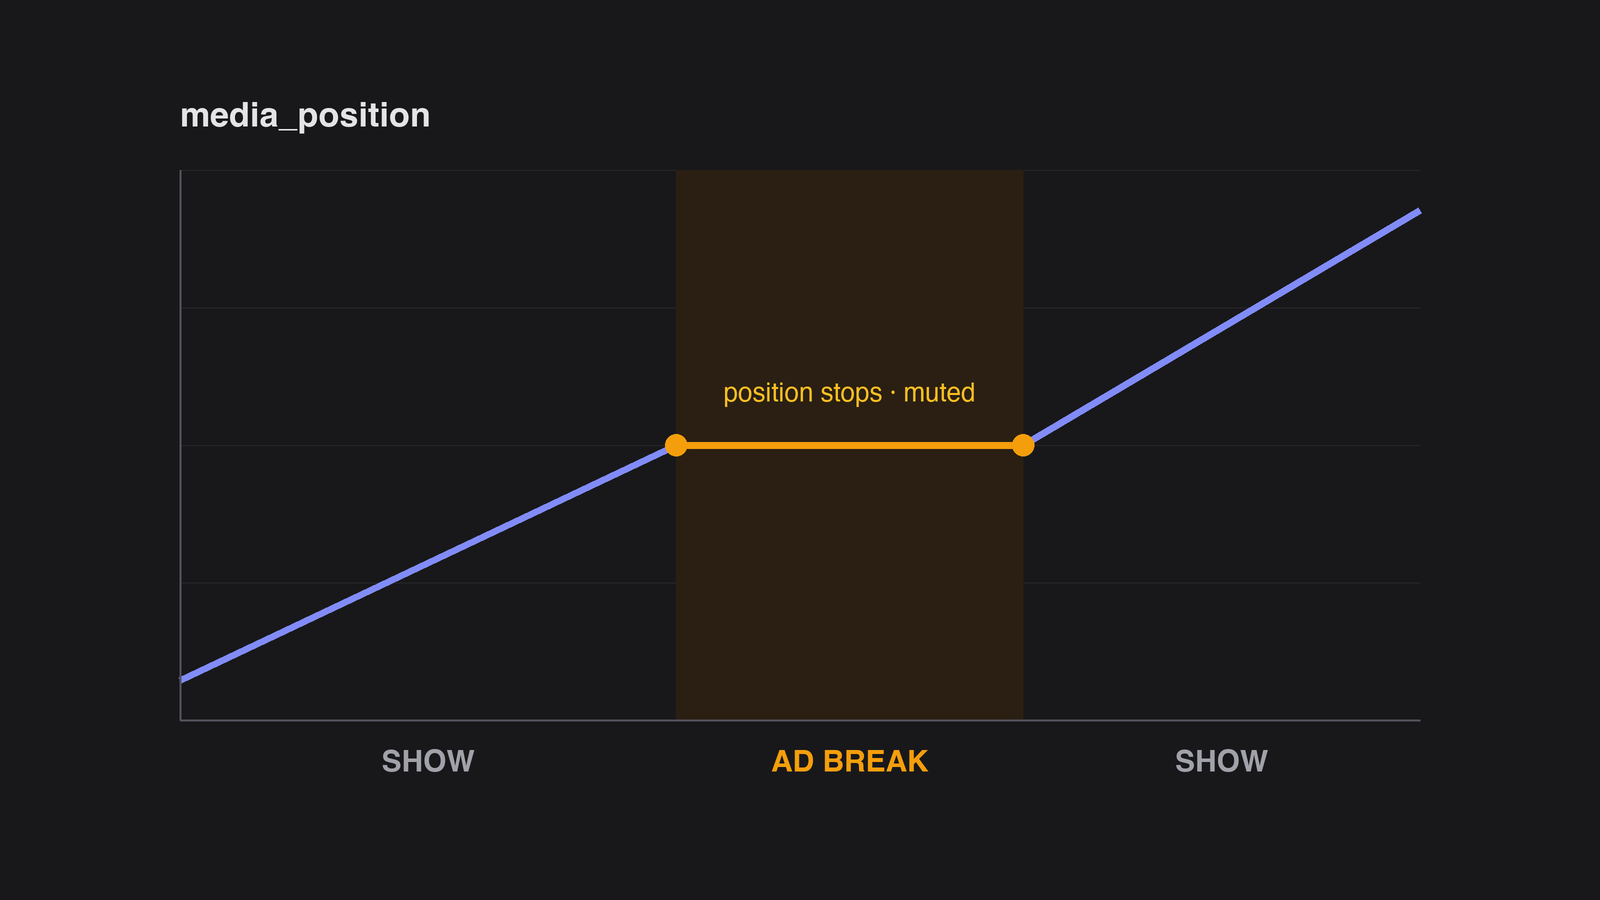 media_position
position stops · muted
SHOW
AD BREAK
SHOW